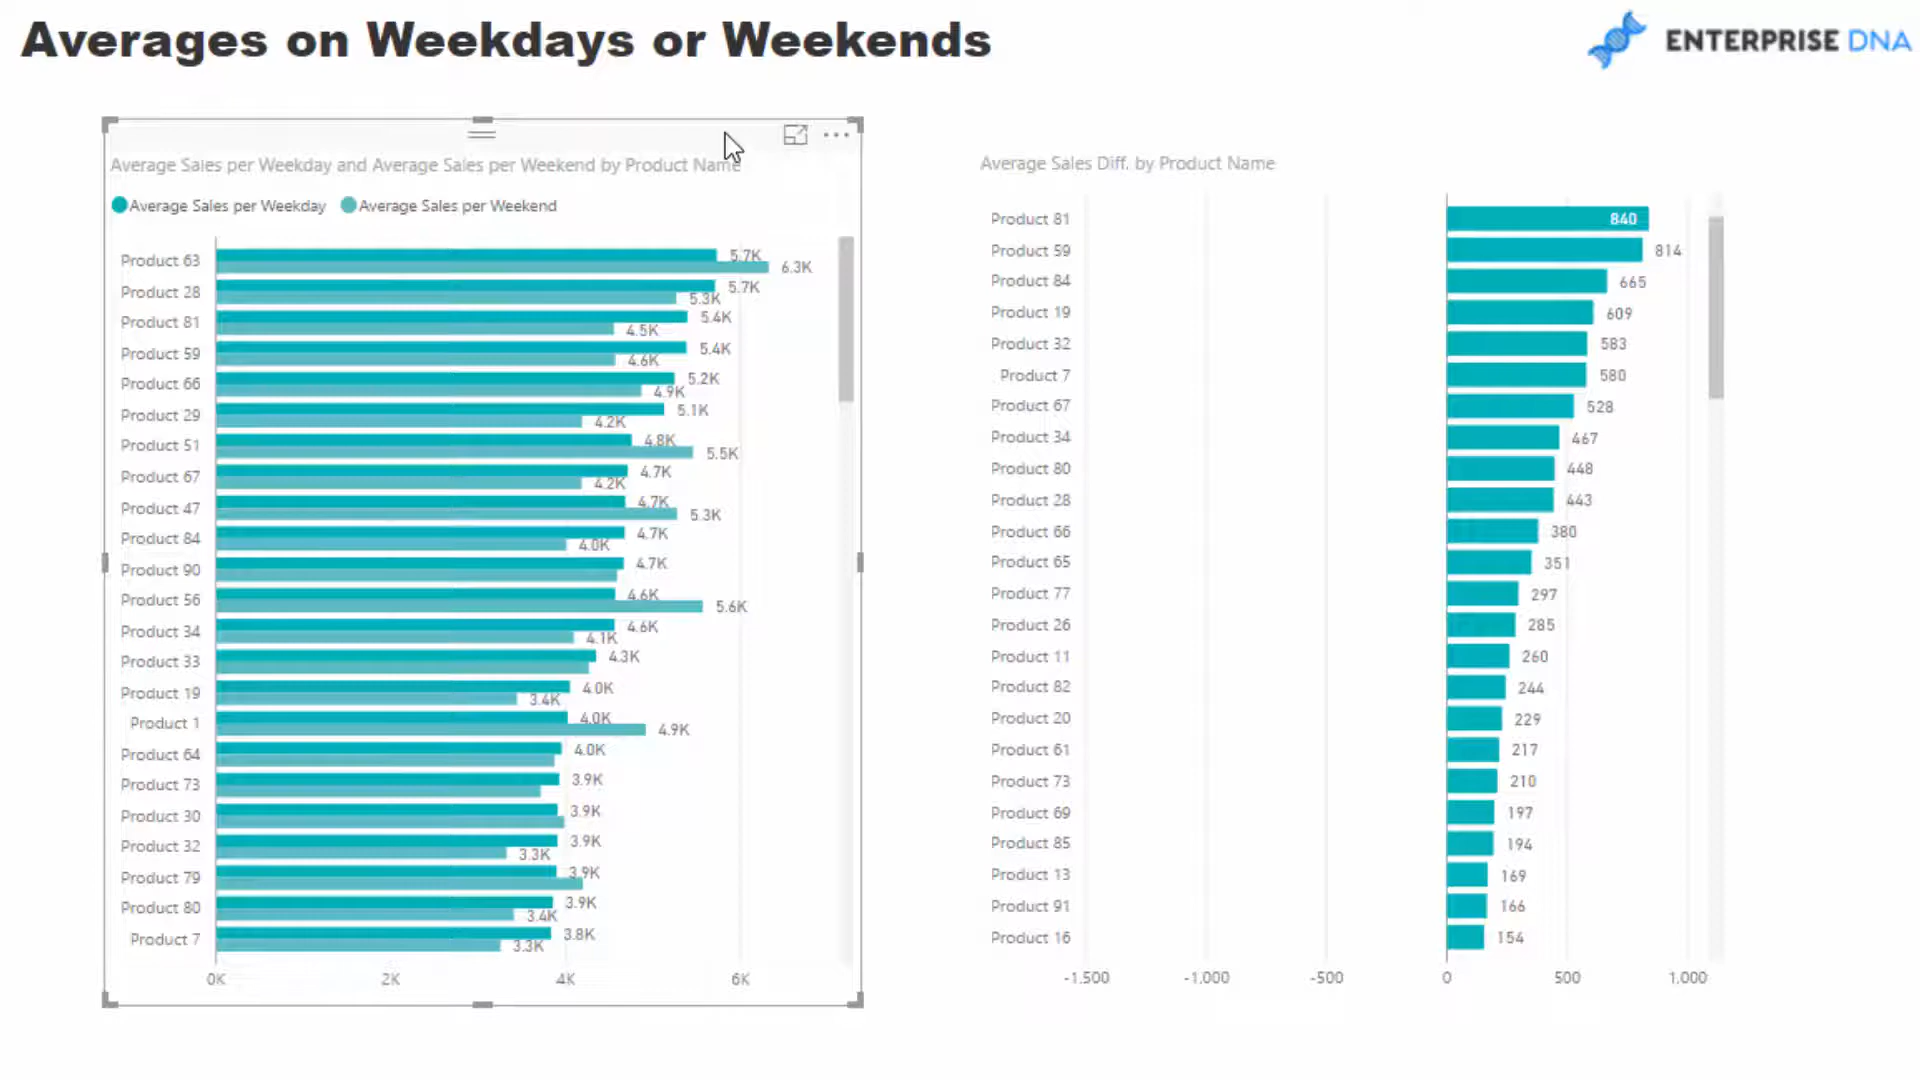 Averages on Weekdays or Weekends
ENTERPRISE DNA
Average Sales per Weekday and Average Sales per Weekend by Product Name
Average Sales per Weekday Average Sales per Weekend
Product 63 5.7K
6.3K
Product 28 5.7K
5.3K
Product 81 5.4K
4.5K
Product 59 5.4K
4.6K
Product 66 5.2K
4.9K
Product 29 5.1K
4.2K
Product 51 4.8K
5.5K
Product 67 4.7K
4.2K
Product 47 4.7K
5.3K
Product 84 4.7K
4.0K
Product 90 4.7K
Product 56 4.6K
5.6K
Product 34 4.6K
4.1K
Product 33 4.3K
Product 19 4.0K
3.4K
Product 1 4.0K
4.9K
Product 64 4.0K
Product 73 3.9K
Product 30 3.9K
Product 32 3.9K
3.3K
Product 79 3.9K
Product 80 3.9K
3.4K
Product 7 3.8K
3.3K
0K 2K 4K 6K
Average Sales Diff. by Product Name
Product 81 840
Product 59 814
Product 84 665
Product 19 609
Product 32 583
Product 7 580
Product 67 528
Product 34 467
Product 80 448
Product 28 443
Product 66 380
Product 65 351
Product 77 297
Product 26 285
Product 11 260
Product 82 244
Product 20 229
Product 61 217
Product 73 210
Product 69 197
Product 85 194
Product 13 169
Product 91 166
Product 16 154
-1,500 -1,000 -500 0 500 1,000